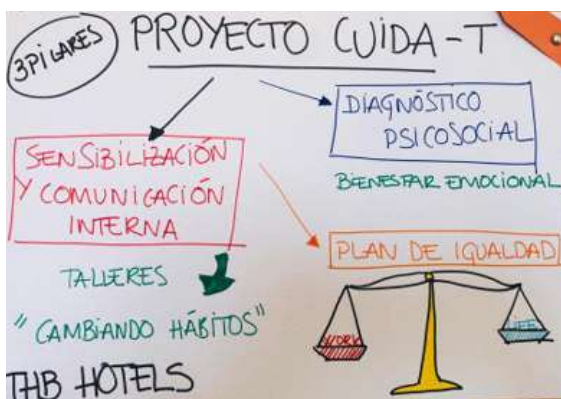 3 PILARES
PROYECTO CUIDA-T
DIAGNÓSTICO
PSICOSOCIAL
BIENESTAR EMOCIONAL
SENSIBILIZACIÓN
Y COMUNICACIÓN
INTERNA
TALLERES
"CAMBIANDO HÁBITOS"
PLAN DE IGUALDAD
WORK
LIFE
THB HOTELS